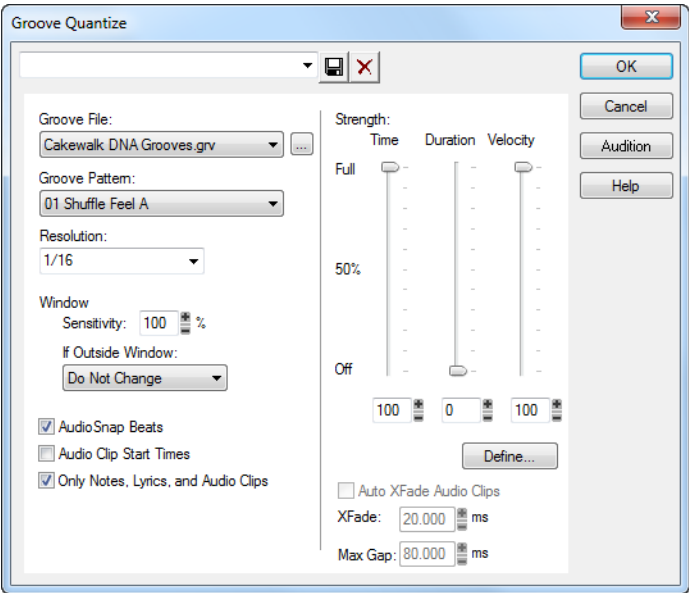 Groove Quantize
OK
Cancel
Audition
Help
Groove File:
Cakewalk DNA Grooves.grv
...
Groove Pattern:
01 Shuffle Feel A
Resolution:
1/16
Window
Sensitivity: 100 %
If Outside Window:
Do Not Change
AudioSnap Beats
Audio Clip Start Times
Only Notes, Lyrics, and Audio Clips
Strength:
Time Duration Velocity
Full
50%
Off
100 0 100
Define...
Auto XFade Audio Clips
XFade: 20.000 ms
Max Gap: 80.000 ms